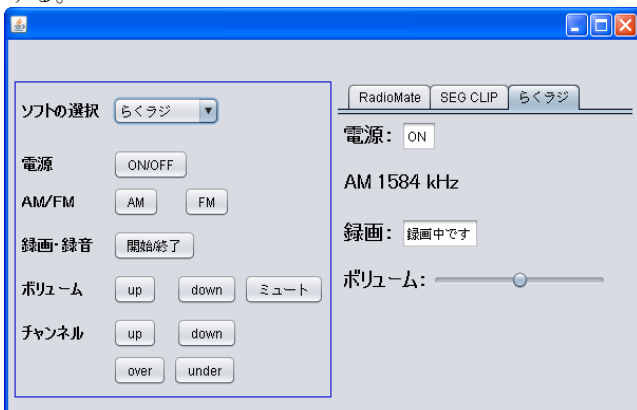 する。
ソフトの選択 らくラジ
電源 ON/OFF
AM/FM AM FM
録画・録音 開始/終了
ボリューム up down ミュート
チャンネル up down
over under
RadioMate SEG CLIP らくラジ
電源： ON
AM 1584 kHz
録画： 録画中です
ボリューム：